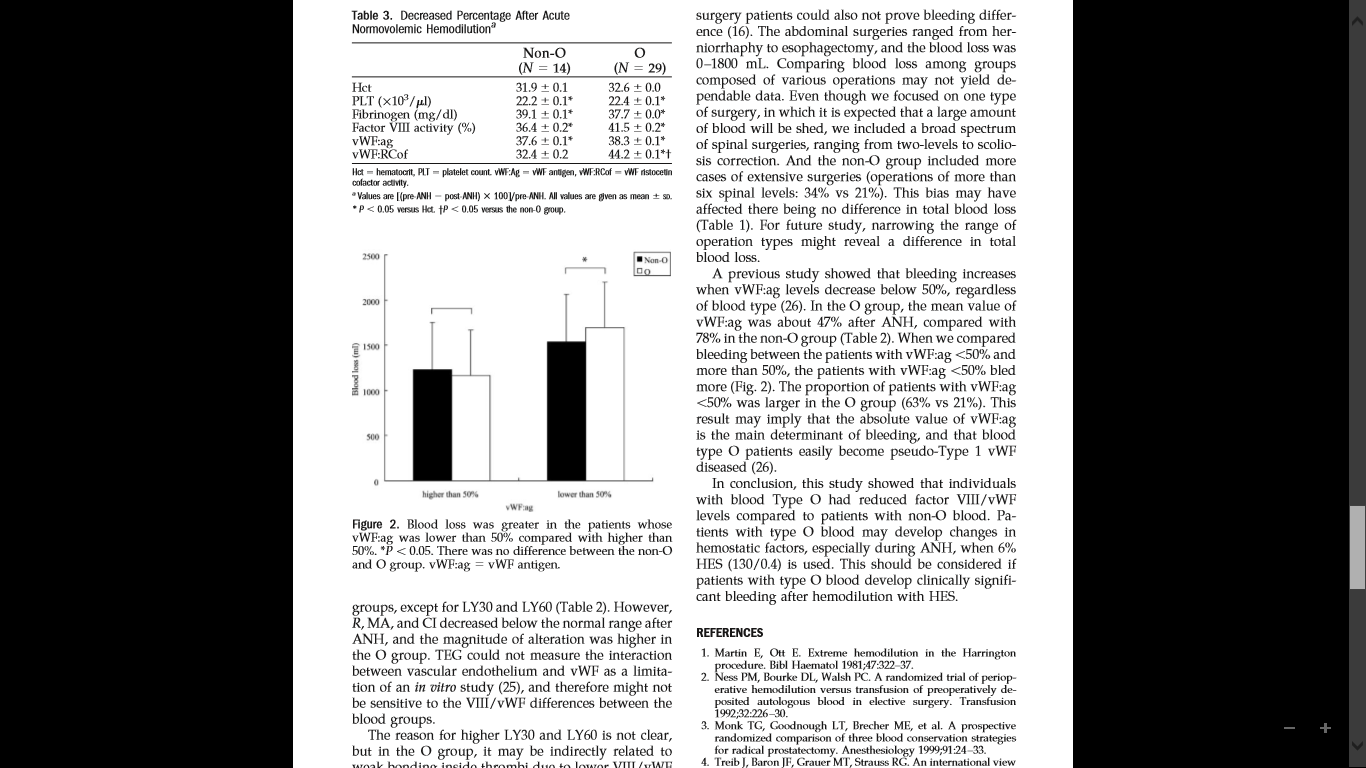 Table 3. Decreased Percentage After Acute
Normovolemic Hemodilutionª
Non-O O
(N = 14) (N = 29)
Hct 31.9 ± 0.1 32.6 ± 0.0
PLT (×10³/μl) 22.2 ± 0.1* 22.4 ± 0.1*
Fibrinogen (mg/dl) 39.1 ± 0.1* 37.7 ± 0.0*
Factor VIII activity (%) 36.4 ± 0.2* 41.5 ± 0.2*
vWF:ag 37.6 ± 0.1* 38.3 ± 0.1*
vWF:RCof 32.4 ± 0.2 44.2 ± 0.1*†
Hct = hematocrit, PLT = platelet count. vWF:Ag = vWF antigen, vWF:RCof = vWF ristocetin
cofactor activity.
ª Values are [(pre-ANH − post-ANH) × 100]/pre-ANH. All values are given as mean ± SD.
* P < 0.05 versus Hct. †P < 0.05 versus the non-O group.
2500
2000
1500
1000
500
0
Blood loss (ml)
*
Non-O
O
higher than 50% lower than 50%
vWF:ag
Figure 2. Blood loss was greater in the patients whose
vWF:ag was lower than 50% compared with higher than
50%. *P < 0.05. There was no difference between the non-O
and O group. vWF:ag = vWF antigen.
groups, except for LY30 and LY60 (Table 2). However,
R, MA, and CI decreased below the normal range after
ANH, and the magnitude of alteration was higher in
the O group. TEG could not measure the interaction
between vascular endothelium and vWF as a limita-
tion of an in vitro study (25), and therefore might not
be sensitive to the VIII/vWF differences between the
blood groups.
The reason for higher LY30 and LY60 is not clear,
but in the O group, it may be indirectly related to
weak bonding inside thrombi due to lower VIII/vWF
surgery patients could also not prove bleeding differ-
ence (16). The abdominal surgeries ranged from her-
niorrhaphy to esophagectomy, and the blood loss was
0–1800 mL. Comparing blood loss among groups
composed of various operations may not yield de-
pendable data. Even though we focused on one type
of surgery, in which it is expected that a large amount
of blood will be shed, we included a broad spectrum
of spinal surgeries, ranging from two-levels to scolio-
sis correction. And the non-O group included more
cases of extensive surgeries (operations of more than
six spinal levels: 34% vs 21%). This bias may have
affected there being no difference in total blood loss
(Table 1). For future study, narrowing the range of
operation types might reveal a difference in total
blood loss.
A previous study showed that bleeding increases
when vWF:ag levels decrease below 50%, regardless
of blood type (26). In the O group, the mean value of
vWF:ag was about 47% after ANH, compared with
78% in the non-O group (Table 2). When we compared
bleeding between the patients with vWF:ag <50% and
more than 50%, the patients with vWF:ag <50% bled
more (Fig. 2). The proportion of patients with vWF:ag
<50% was larger in the O group (63% vs 21%). This
result may imply that the absolute value of vWF:ag
is the main determinant of bleeding, and that blood
type O patients easily become pseudo-Type 1 vWF
diseased (26).
In conclusion, this study showed that individuals
with blood Type O had reduced factor VIII/vWF
levels compared to patients with non-O blood. Pa-
tients with type O blood may develop changes in
hemostatic factors, especially during ANH, when 6%
HES (130/0.4) is used. This should be considered if
patients with type O blood develop clinically signifi-
cant bleeding after hemodilution with HES.
REFERENCES
1. Martin E, Ott E. Extreme hemodilution in the Harrington
procedure. Bibl Haematol 1981;47:322–37.
2. Ness PM, Bourke DL, Walsh PC. A randomized trial of periop-
erative hemodilution versus transfusion of preoperatively de-
posited autologous blood in elective surgery. Transfusion
1992;32:226–30.
3. Monk TG, Goodnough LT, Brecher ME, et al. A prospective
randomized comparison of three blood conservation strategies
for radical prostatectomy. Anesthesiology 1999;91:24–33.
4. Treib J, Baron JF, Grauer MT, Strauss RG. An international view